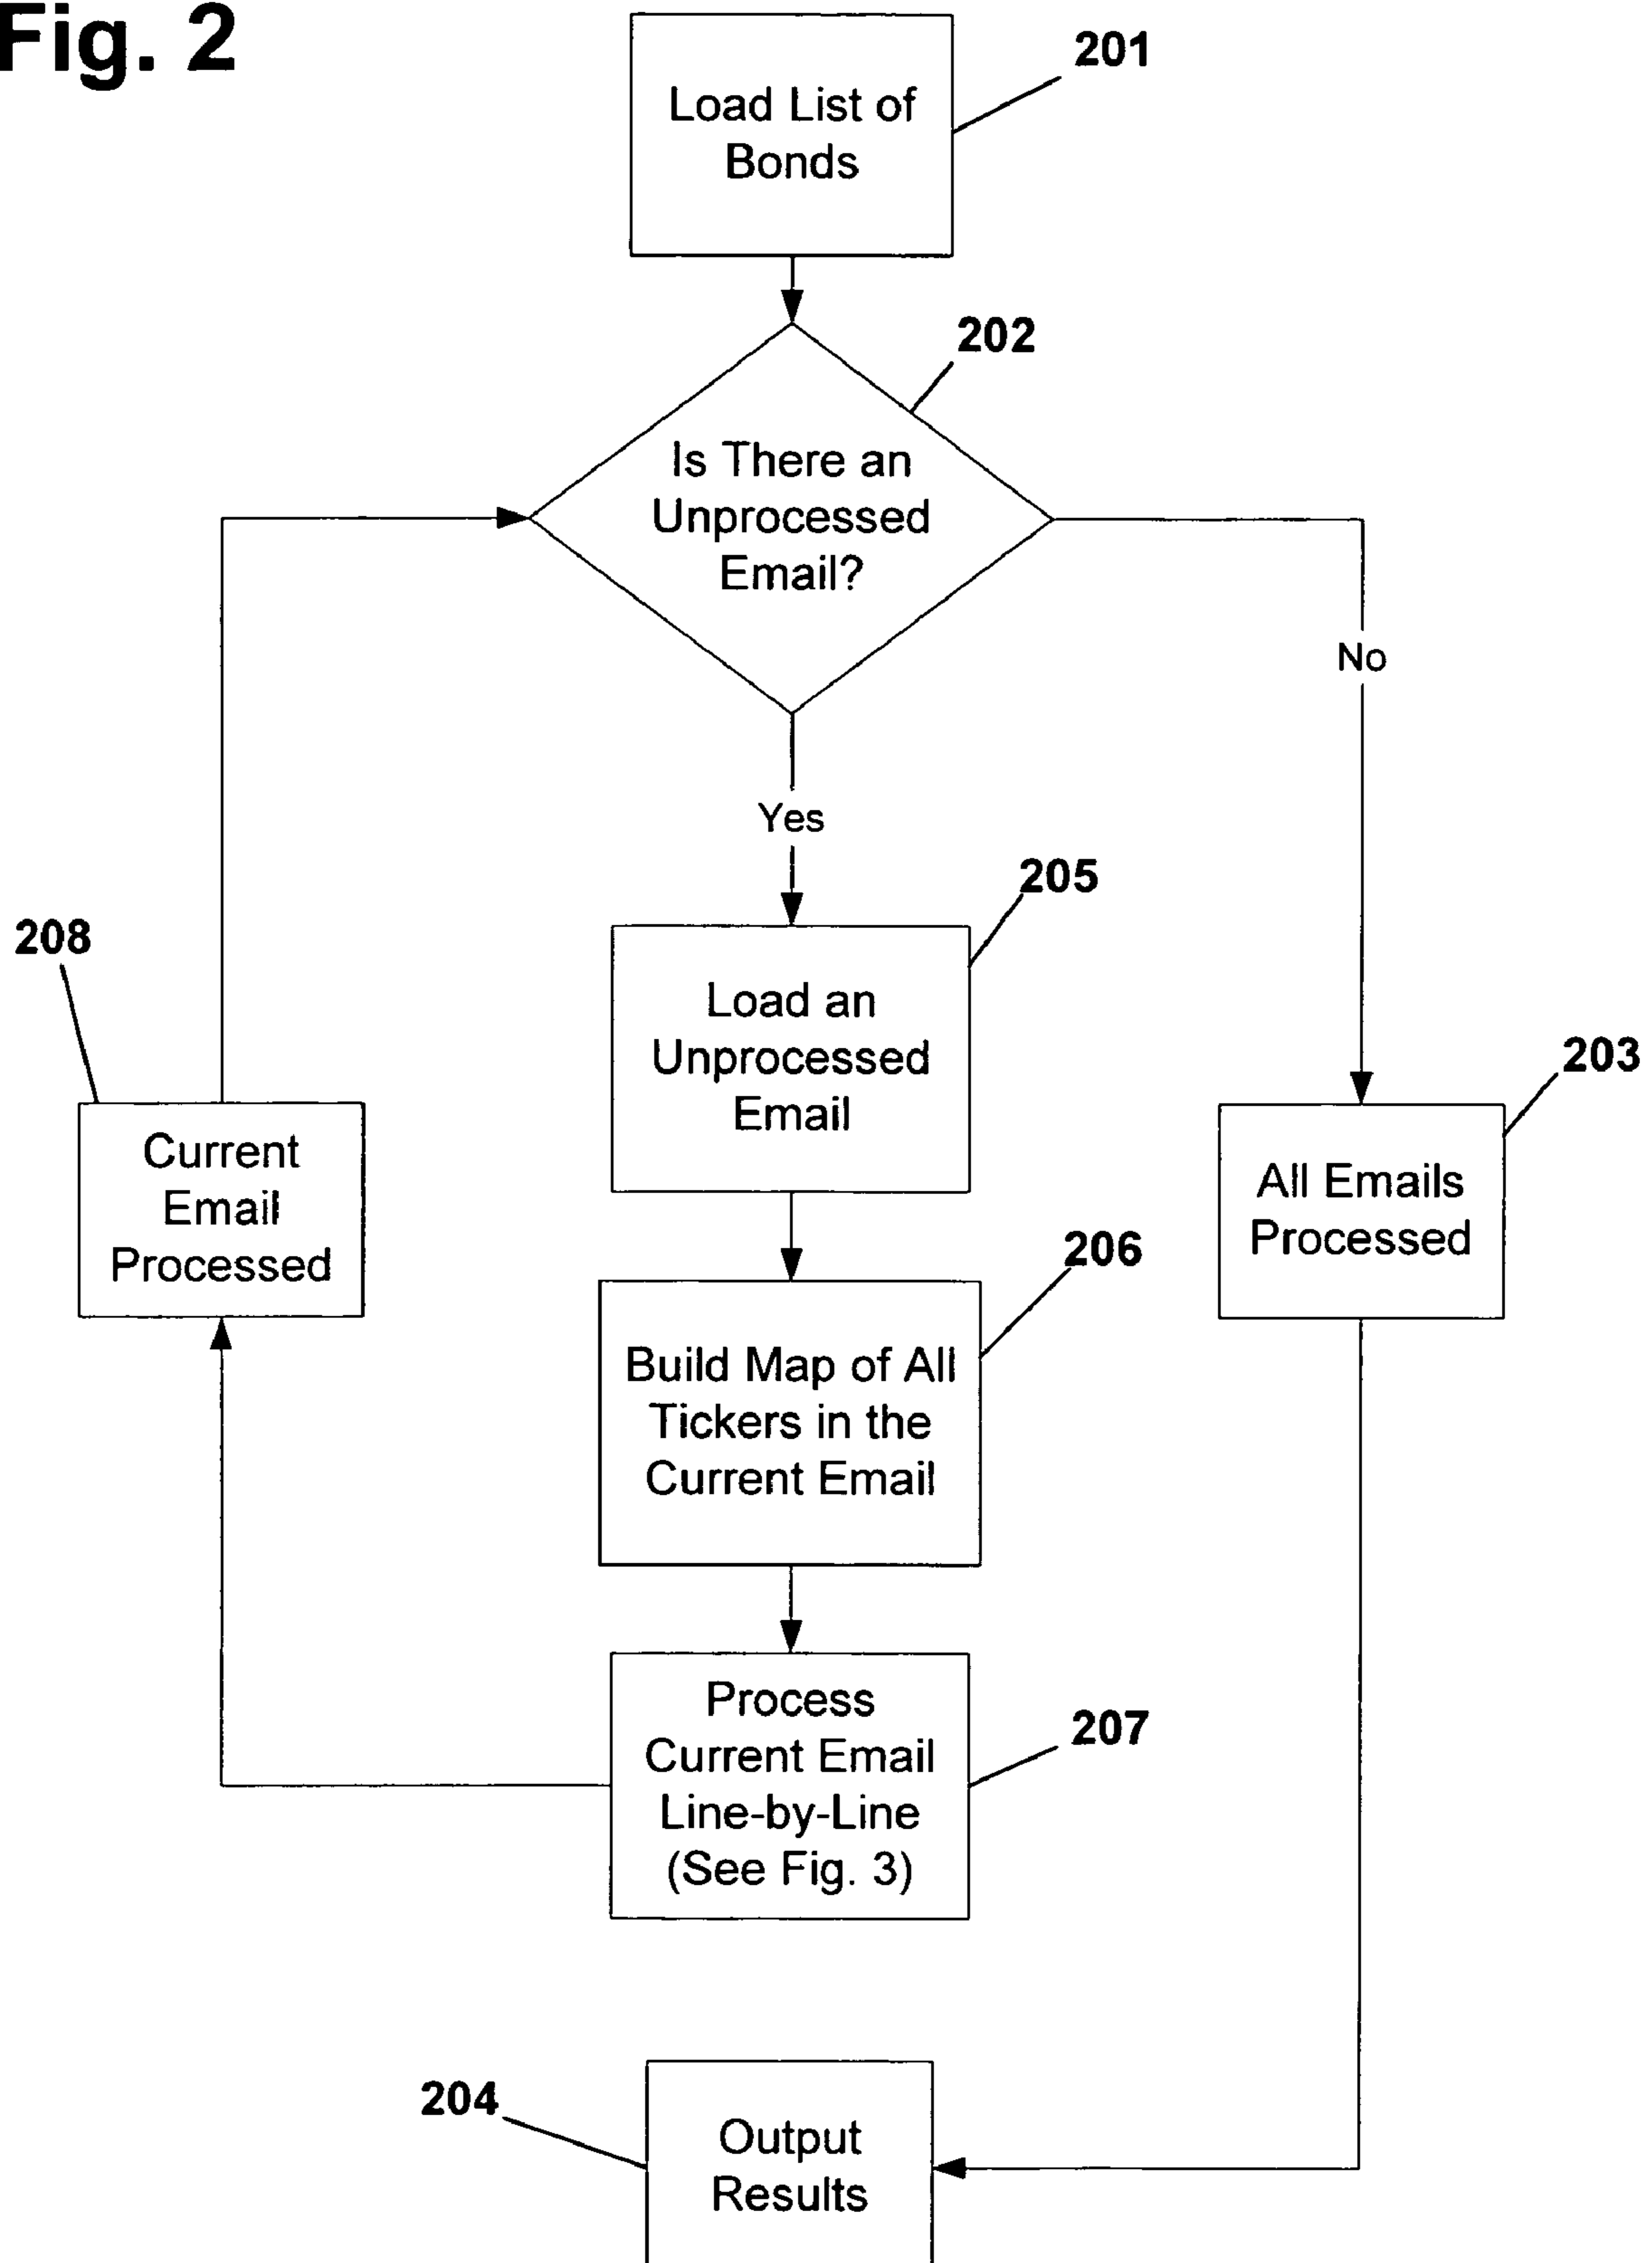 Fig. 2
201
Load List of
Bonds
202
Is There an
Unprocessed
Email?
No
Yes
205
208
Load an
Unprocessed
Email
203
Current
Email
Processed
All Emails
Processed
206
Build Map of All
Tickers in the
Current Email
Process
Current Email
Line-by-Line
(See Fig. 3)
207
204
Output
Results